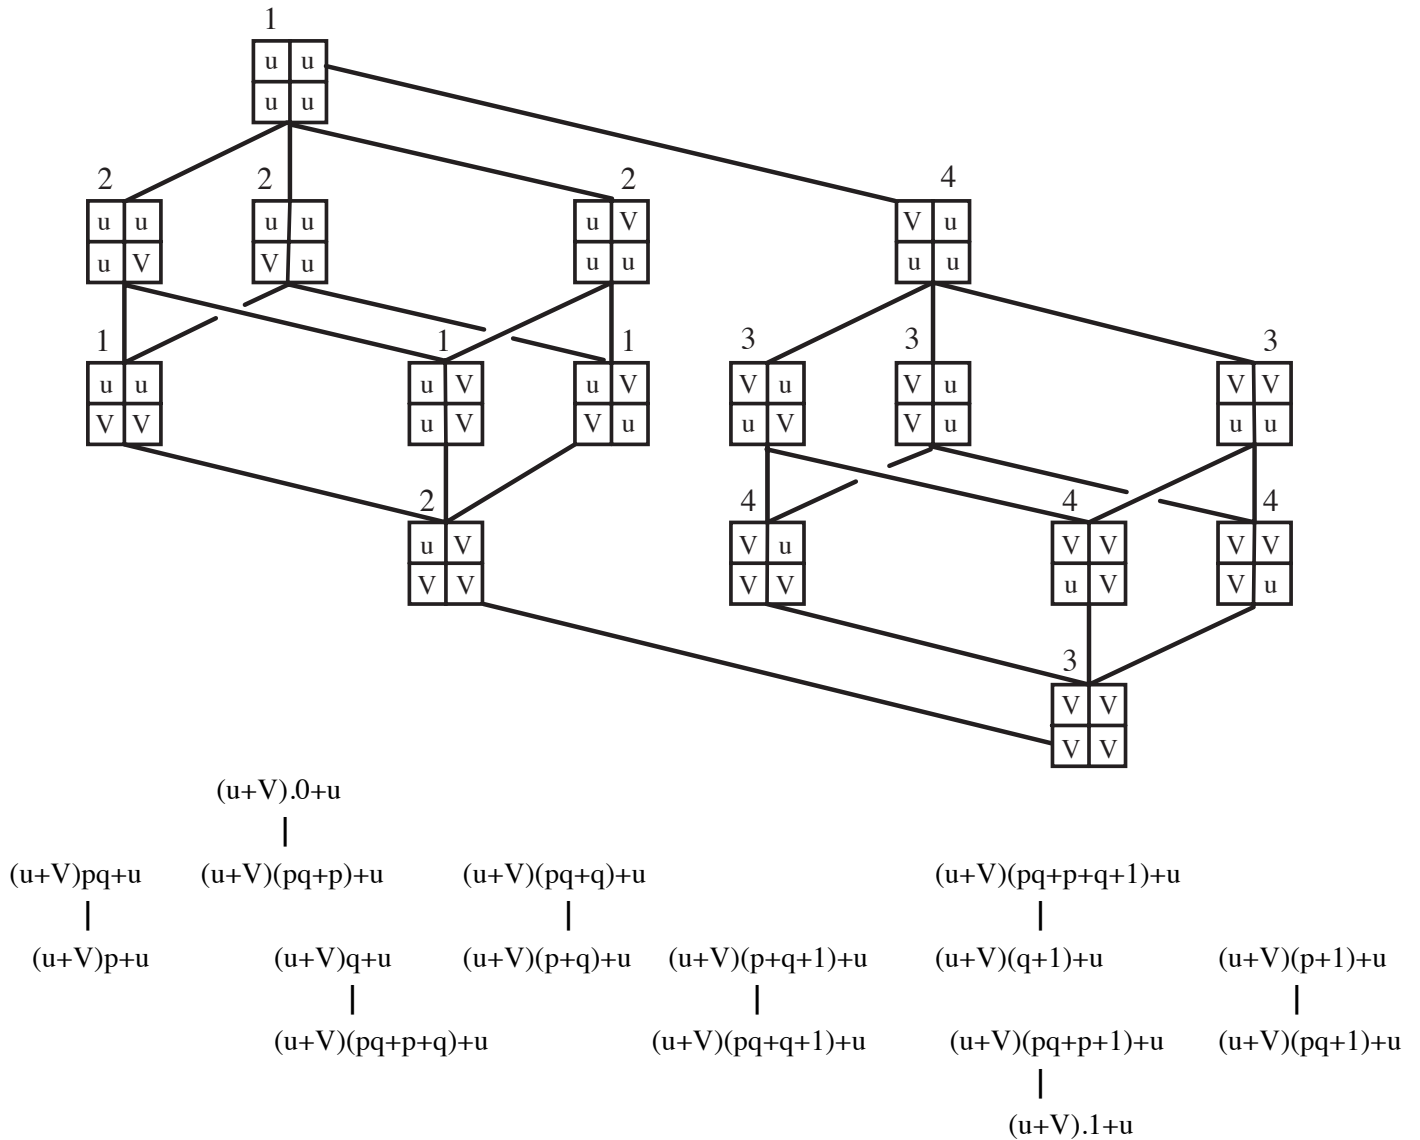 1
u u
u u
2 2 2 4
u u u u u V V u
u V V u u u u u
1 1 1 3 3 3
u u u V u V V u V u V V
V V u V V u u V V u u u
2 4 4 4
u V V u V V V V
V V V V u V V u
3
V V
V V
(u+V).0+u
(u+V)pq+u (u+V)(pq+p)+u (u+V)(pq+q)+u (u+V)(pq+p+q+1)+u
(u+V)p+u (u+V)q+u (u+V)(p+q)+u (u+V)(p+q+1)+u (u+V)(q+1)+u (u+V)(p+1)+u
(u+V)(pq+p+q)+u (u+V)(pq+q+1)+u (u+V)(pq+p+1)+u (u+V)(pq+1)+u
(u+V).1+u